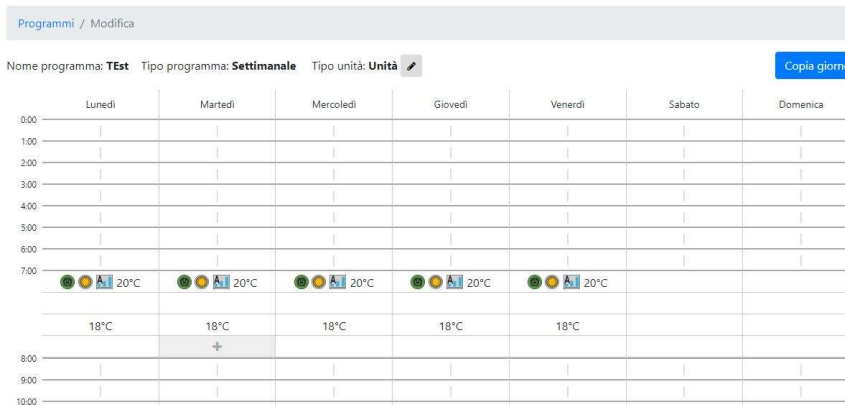 Programmi / Modifica
Nome programma: TEst Tipo programma: Settimanale Tipo unità: Unità
Copia giorno
Lunedì Martedì Mercoledì Giovedì Venerdì Sabato Domenica
0:00
1:00
2:00
3:00
4:00
5:00
6:00
7:00
20°C 20°C 20°C 20°C 20°C
18°C 18°C 18°C 18°C 18°C
+
8:00
9:00
10:00